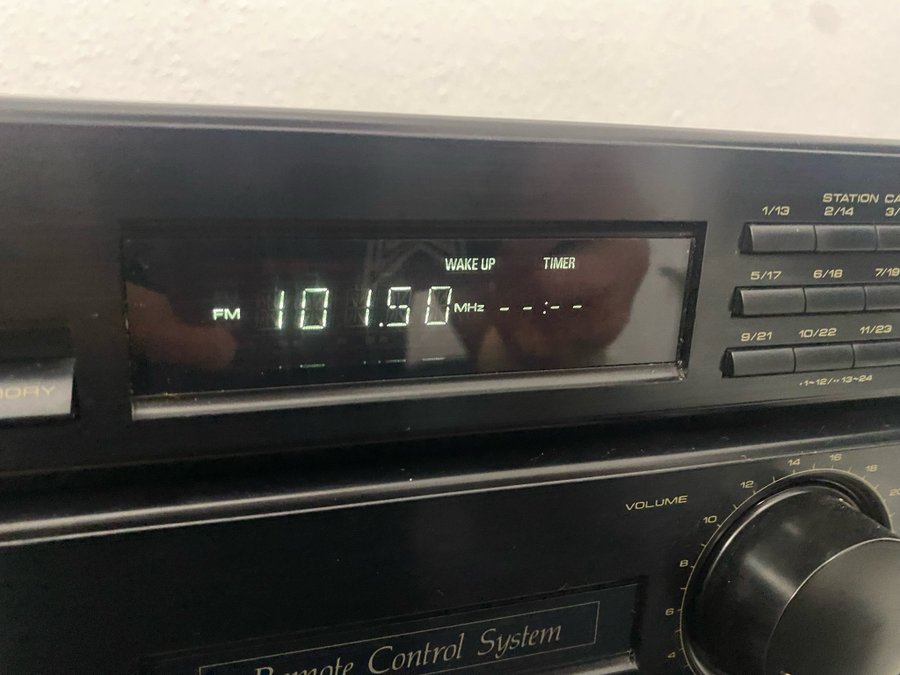 STATION CA
1/13 2/14 3/
WAKE UP TIMER
5/17 6/18 7/19
FM 101.50 MHz --:--
9/21 10/22 11/23
•1~12/••13~24
MORY
VOLUME
4 6 8 10 12 14 16 18 20
Remote Control System